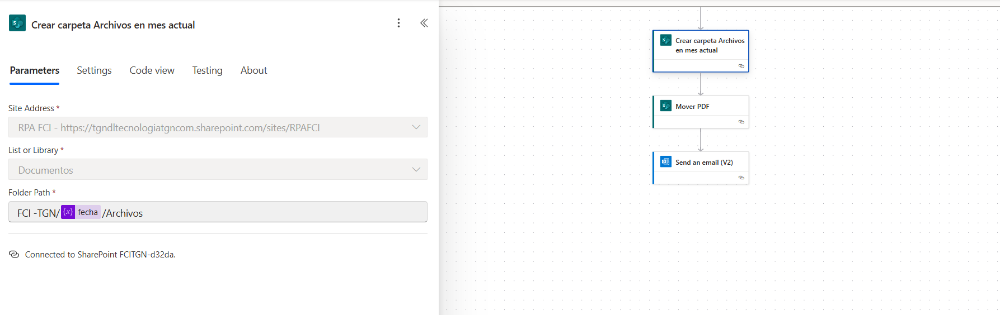 Crear carpeta Archivos en mes actual
Parameters Settings Code view Testing About
Site Address *
RPA FCI - https://tgndltecnologiatgncom.sharepoint.com/sites/RPAFCI
List or Library *
Documentos
Folder Path *
FCI -TGN/ {x} fecha /Archivos
Connected to SharePoint FCITGN-d32da.
Crear carpeta Archivos
en mes actual
Mover PDF
Send an email (V2)